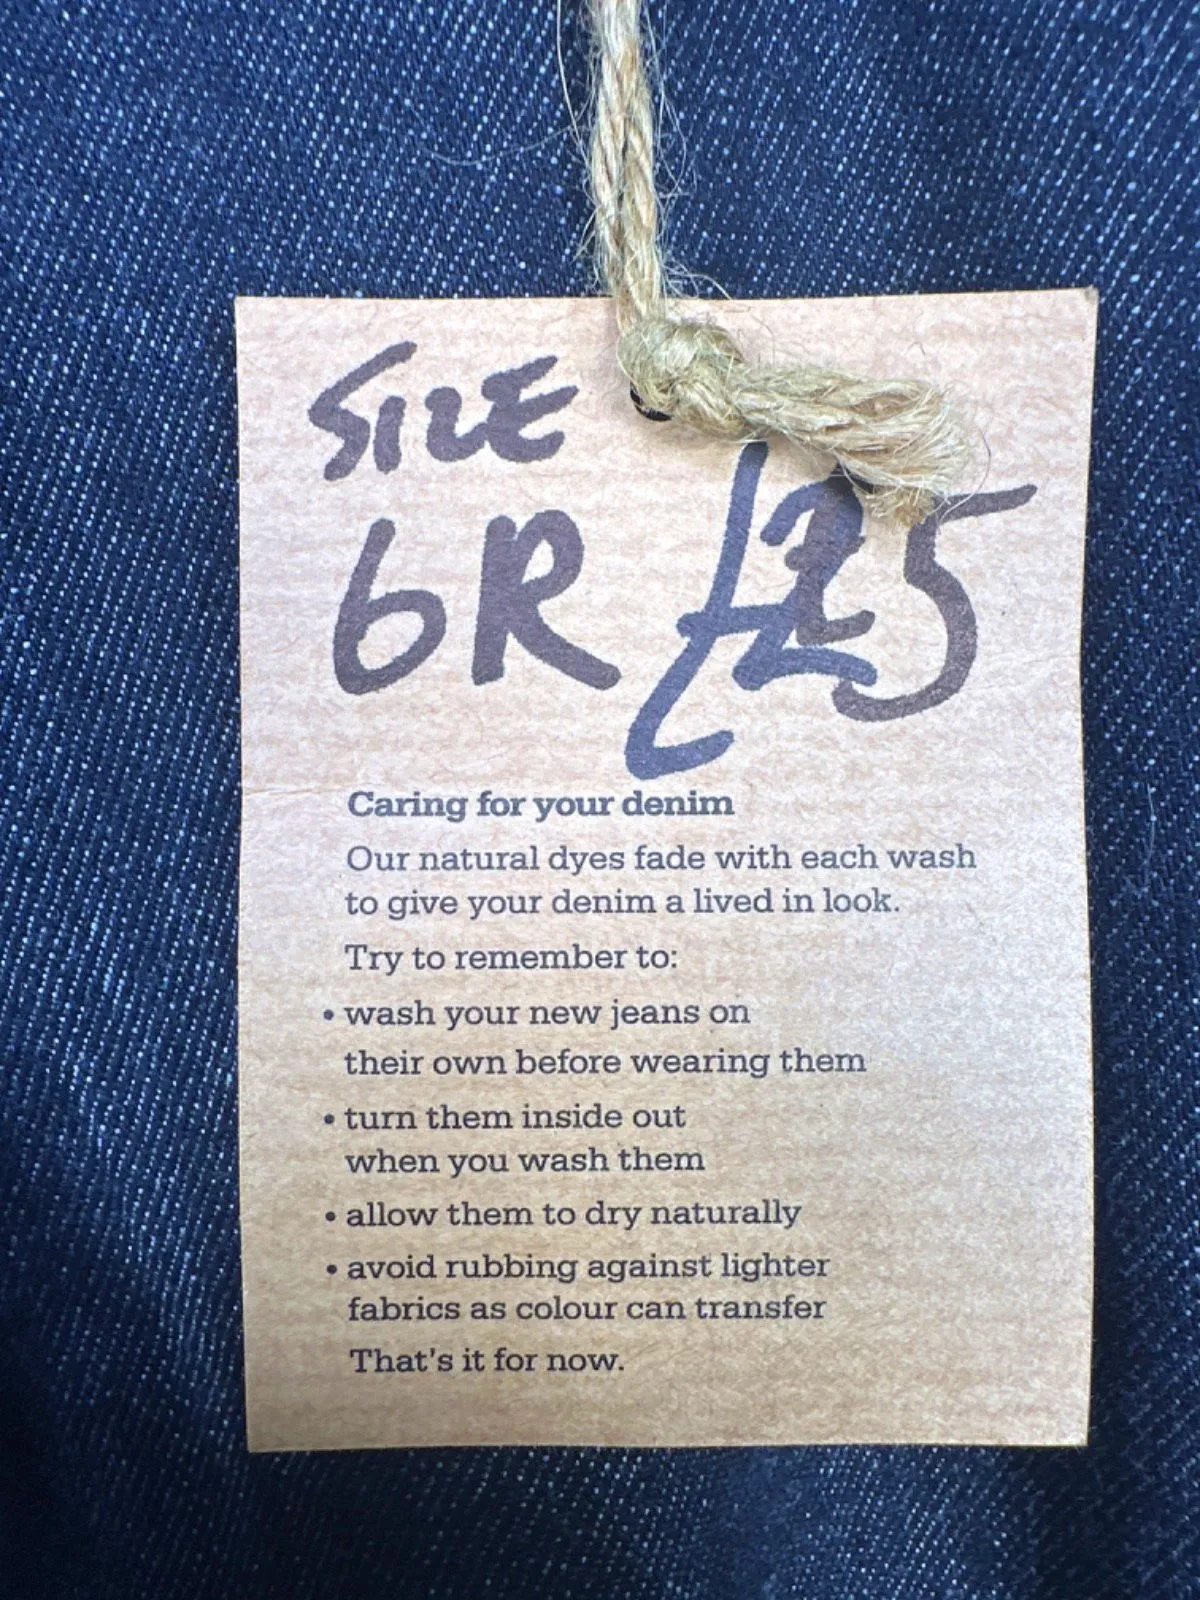 SIZE
6R £25
Caring for your denim
Our natural dyes fade with each wash
to give your denim a lived in look.
Try to remember to:
• wash your new jeans on
their own before wearing them
• turn them inside out
when you wash them
• allow them to dry naturally
• avoid rubbing against lighter
fabrics as colour can transfer
That's it for now.